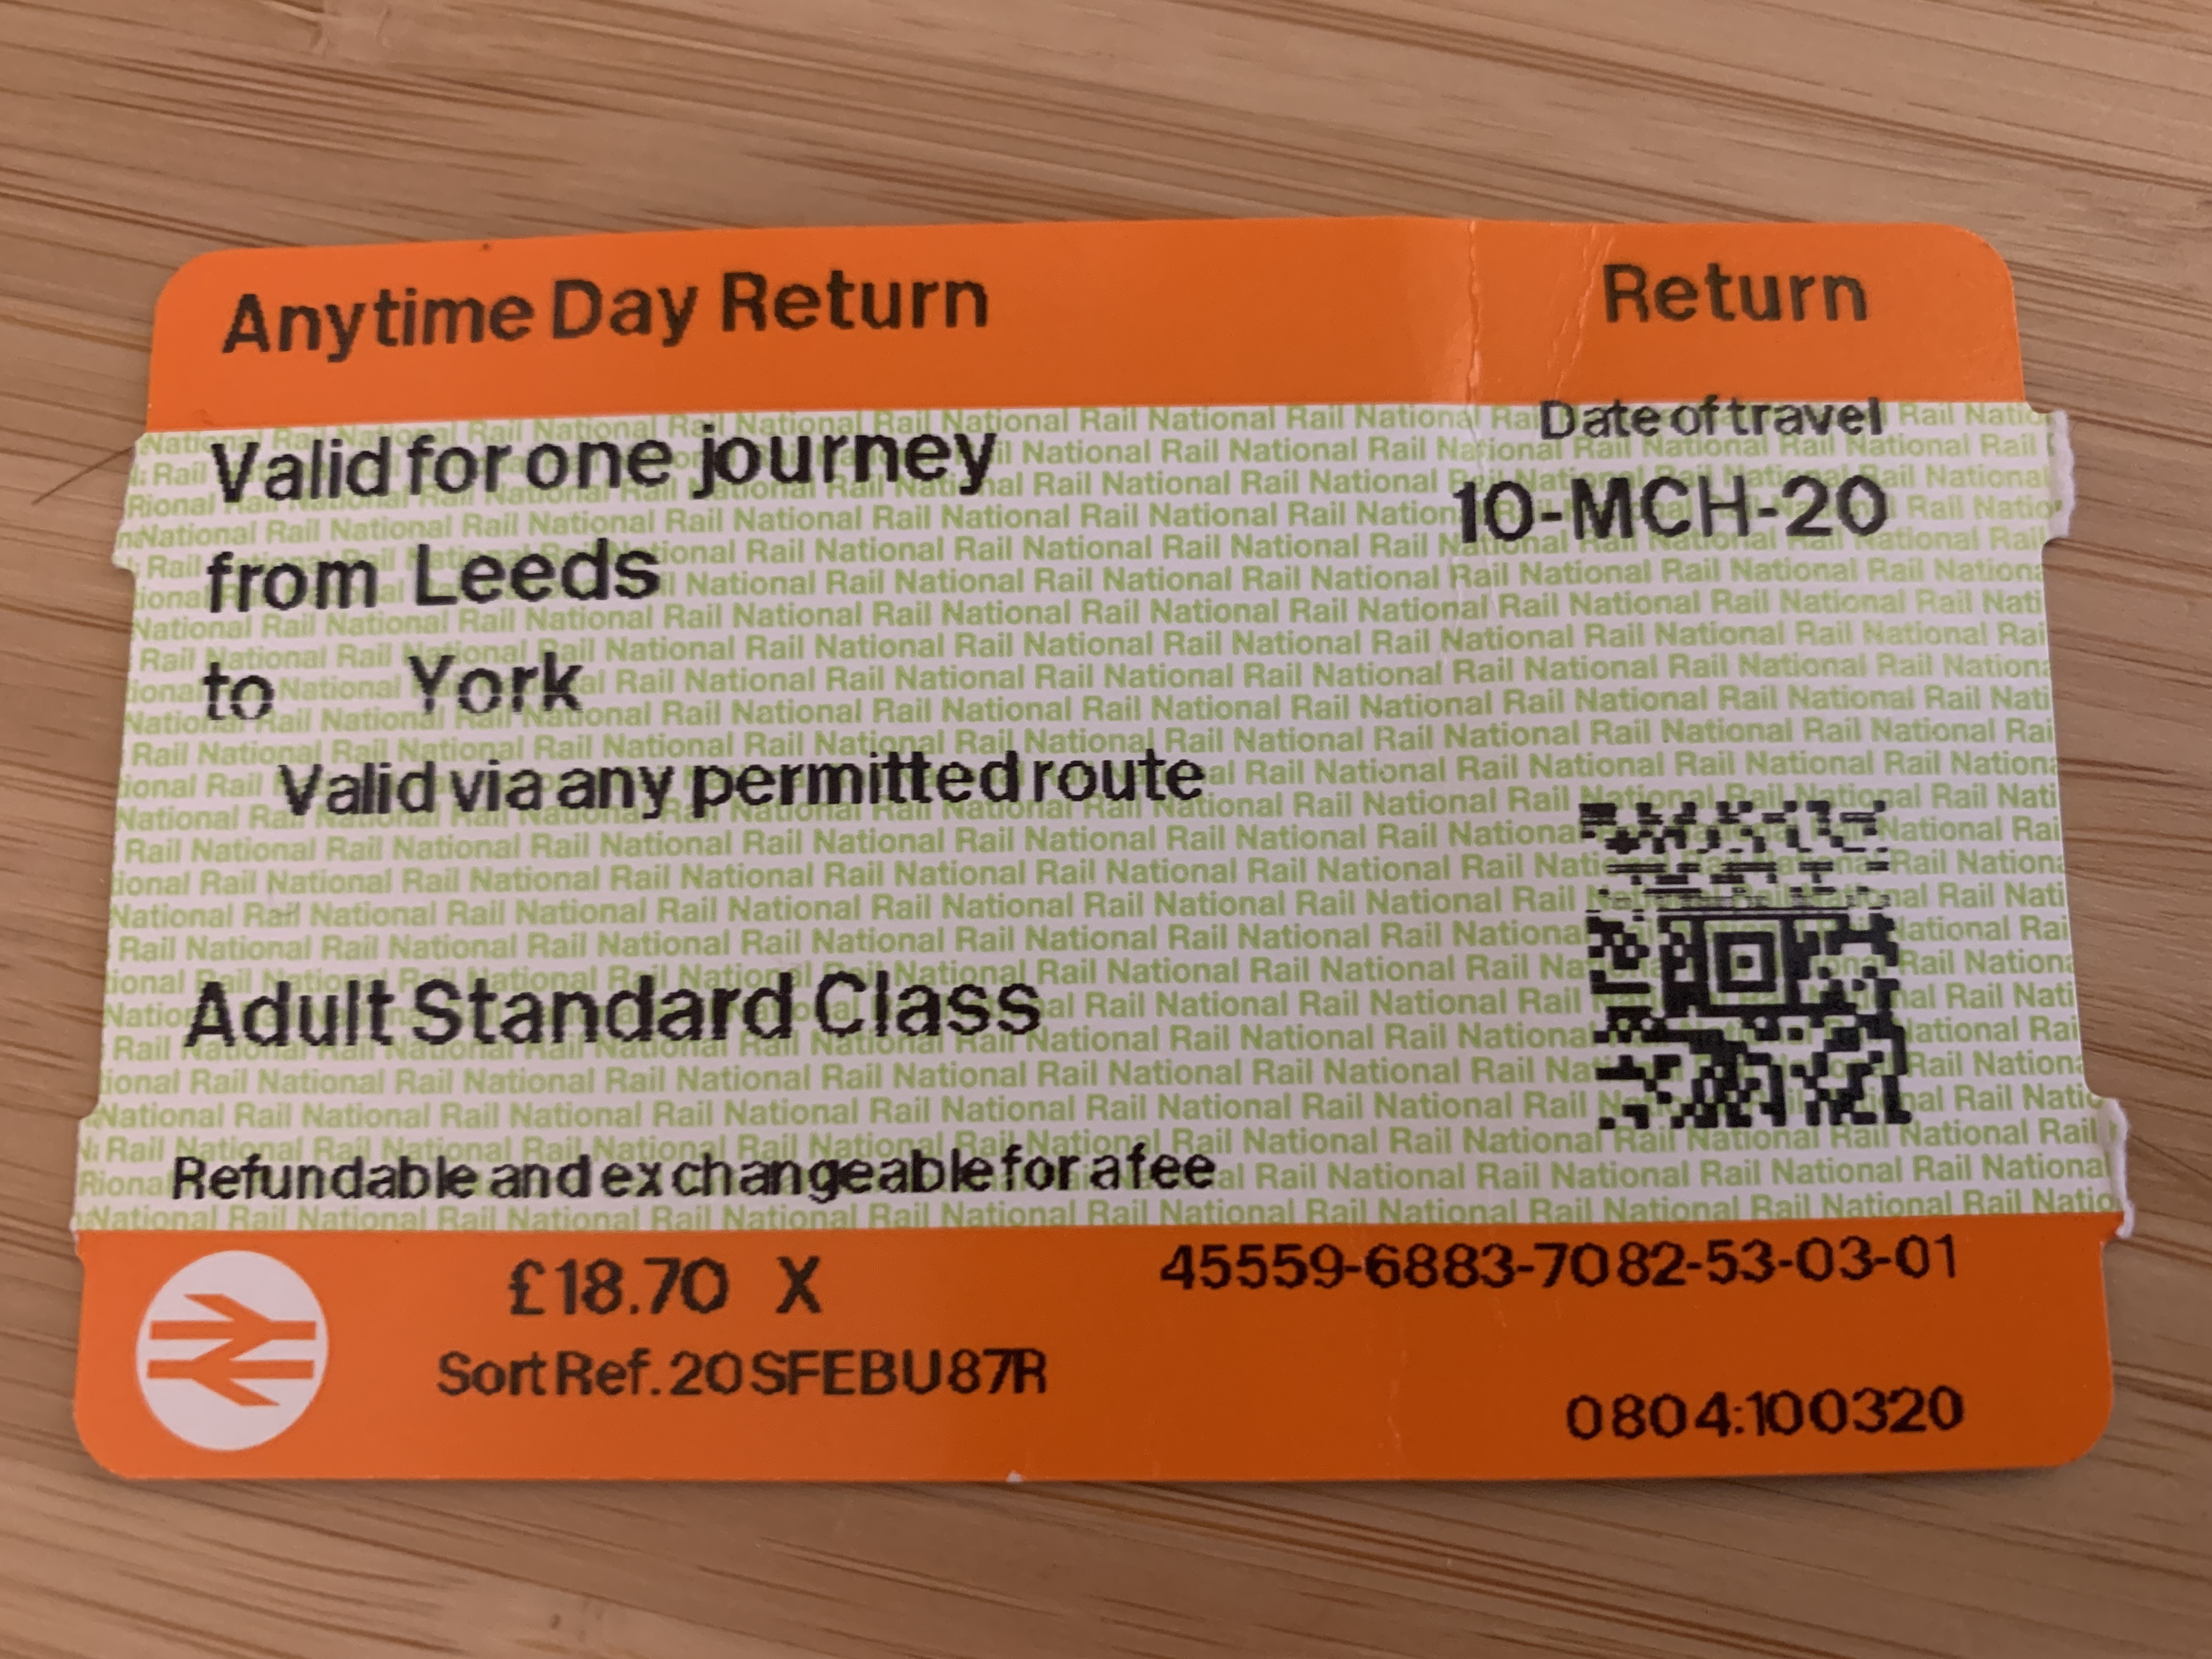 Anytime Day Return Return
Date of travel
Valid for one journey
10-MCH-20
from Leeds
to York
Valid via any permitted route
Adult Standard Class
Refundable and exchangeable for a fee
£18.70 X 45559-6883-7082-53-03-01
Sort Ref. 20SFEBU87R
0804:100320